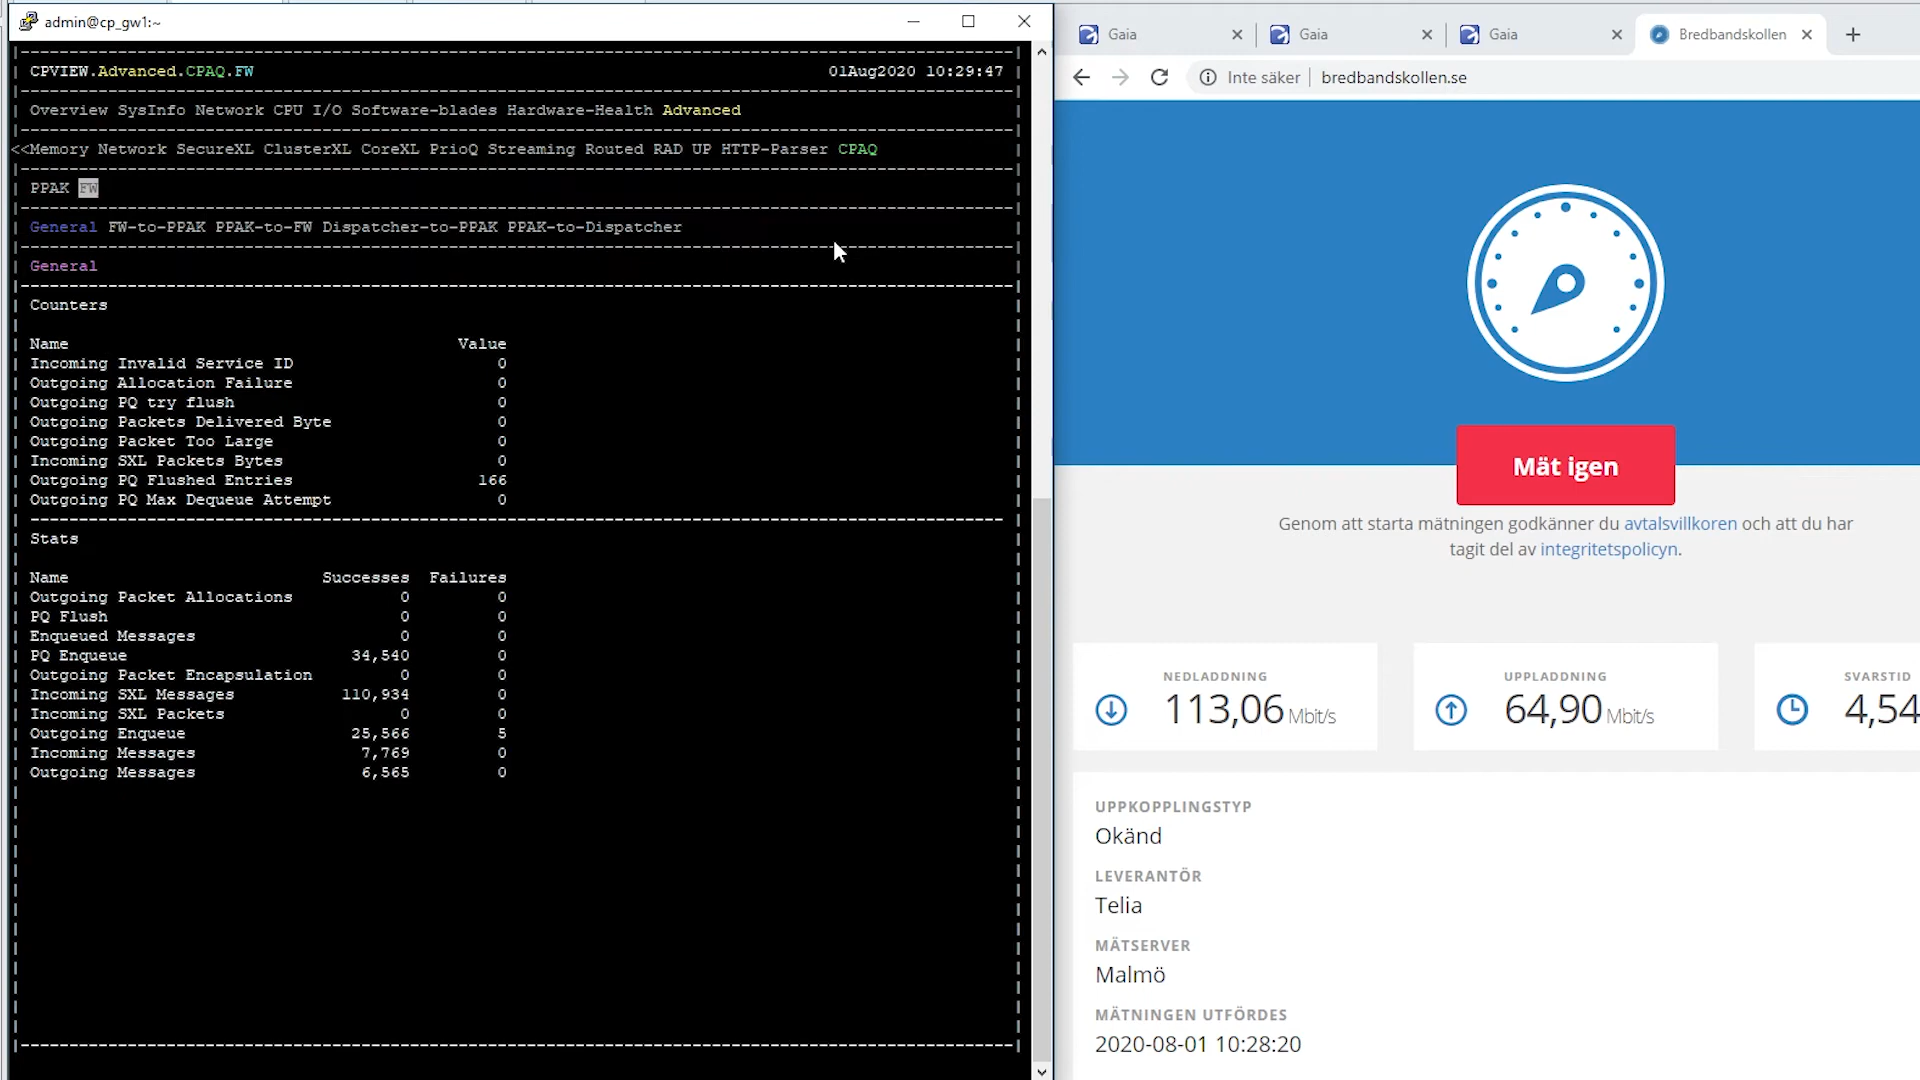 admin@cp_gw1:~
CPVIEW.Advanced.CPAQ.FW 01Aug2020 10:29:47
Overview SysInfo Network CPU I/O Software-blades Hardware-Health Advanced
<<Memory Network SecureXL ClusterXL CoreXL PrioQ Streaming Routed RAD UP HTTP-Parser CPAQ
PPAK FW
General FW-to-PPAK PPAK-to-FW Dispatcher-to-PPAK PPAK-to-Dispatcher
General
Counters
Name Value
Incoming Invalid Service ID 0
Outgoing Allocation Failure 0
Outgoing PQ try flush 0
Outgoing Packets Delivered Byte 0
Outgoing Packet Too Large 0
Incoming SXL Packets Bytes 0
Outgoing PQ Flushed Entries 166
Outgoing PQ Max Dequeue Attempt 0
Stats
Name Successes Failures
Outgoing Packet Allocations 0 0
PQ Flush 0 0
Enqueued Messages 0 0
PQ Enqueue 34,540 0
Outgoing Packet Encapsulation 0 0
Incoming SXL Messages 110,934 0
Incoming SXL Packets 0 0
Outgoing Enqueue 25,566 5
Incoming Messages 7,769 0
Outgoing Messages 6,565 0
Gaia Gaia Gaia Bredbandskollen
Inte säker bredbandskollen.se
Mät igen
Genom att starta mätningen godkänner du avtalsvillkoren och att du har
tagit del av integritetspolicyn.
NEDLADDNING
113,06 Mbit/s
UPPLADDNING
64,90 Mbit/s
SVARSTID
4,54
UPPKOPPLINGSTYP
Okänd
LEVERANTÖR
Telia
MÄTSERVER
Malmö
MÄTNINGEN UTFÖRDES
2020-08-01 10:28:20